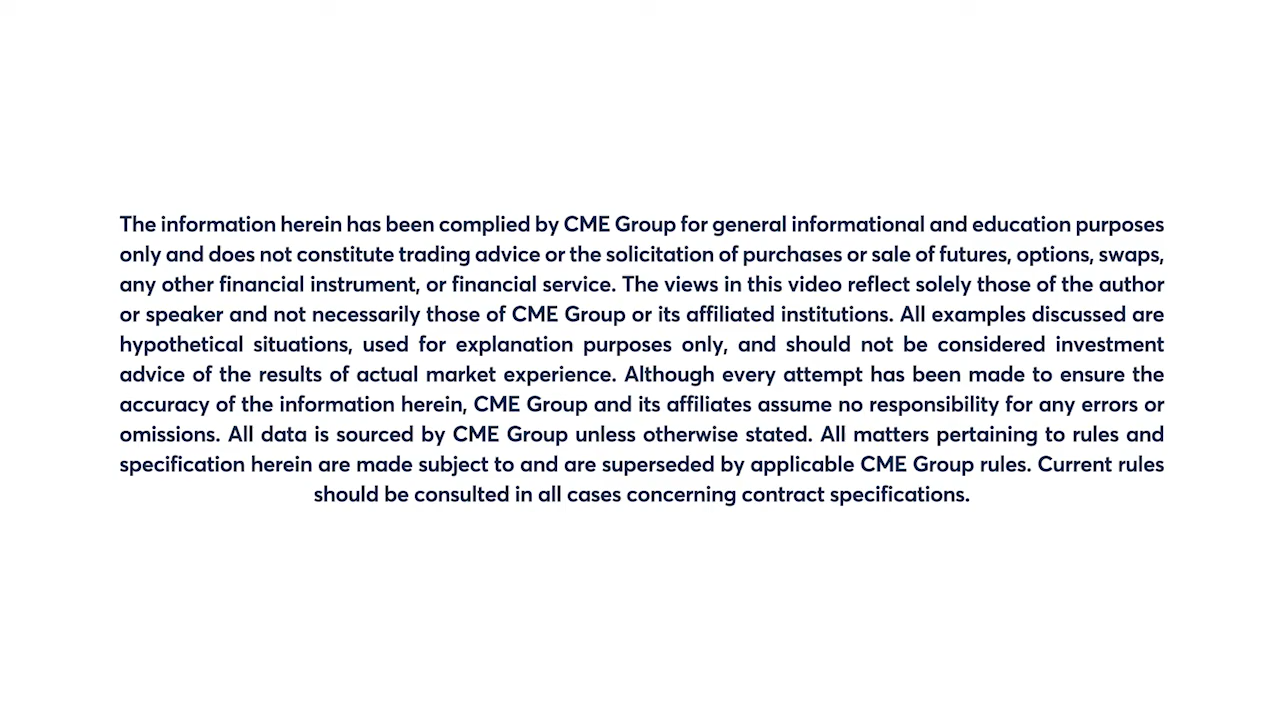 The information herein has been complied by CME Group for general informational and education purposes
only and does not constitute trading advice or the solicitation of purchases or sale of futures, options, swaps,
any other financial instrument, or financial service. The views in this video reflect solely those of the author
or speaker and not necessarily those of CME Group or its affiliated institutions. All examples discussed are
hypothetical situations, used for explanation purposes only, and should not be considered investment
advice of the results of actual market experience. Although every attempt has been made to ensure the
accuracy of the information herein, CME Group and its affiliates assume no responsibility for any errors or
omissions. All data is sourced by CME Group unless otherwise stated. All matters pertaining to rules and
specification herein are made subject to and are superseded by applicable CME Group rules. Current rules
should be consulted in all cases concerning contract specifications.